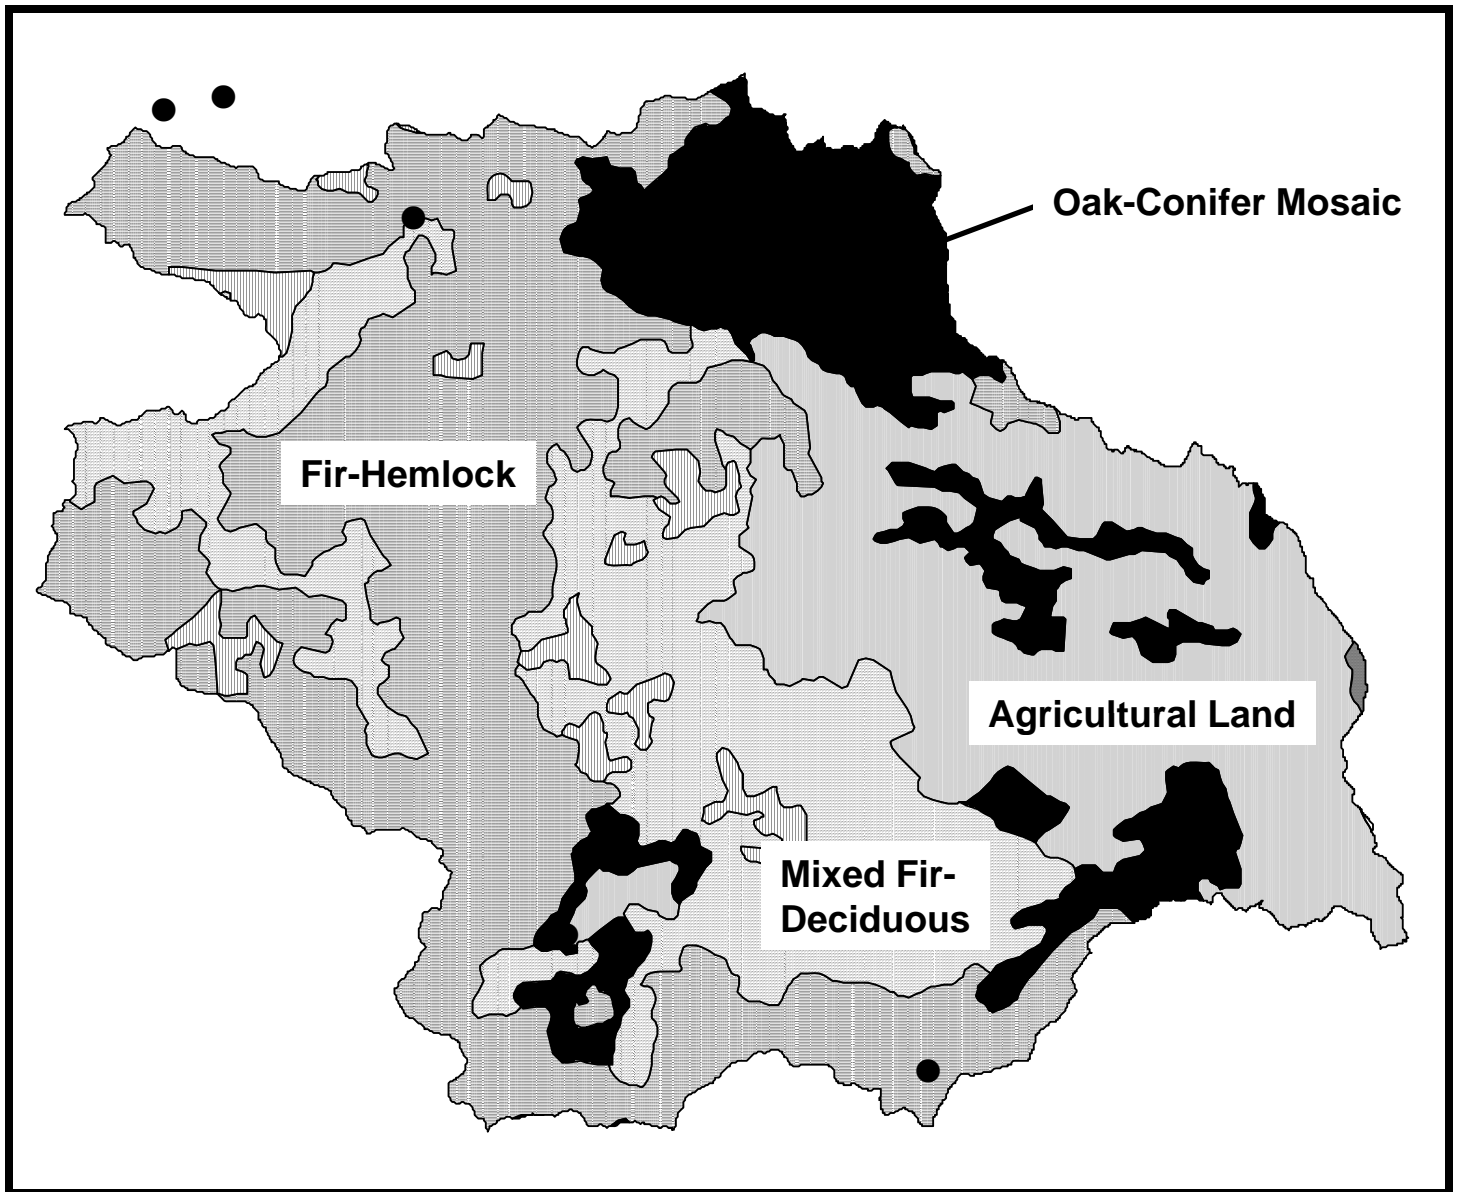 Oak-Conifer Mosaic
Fir-Hemlock
Agricultural Land
Mixed Fir-
Deciduous